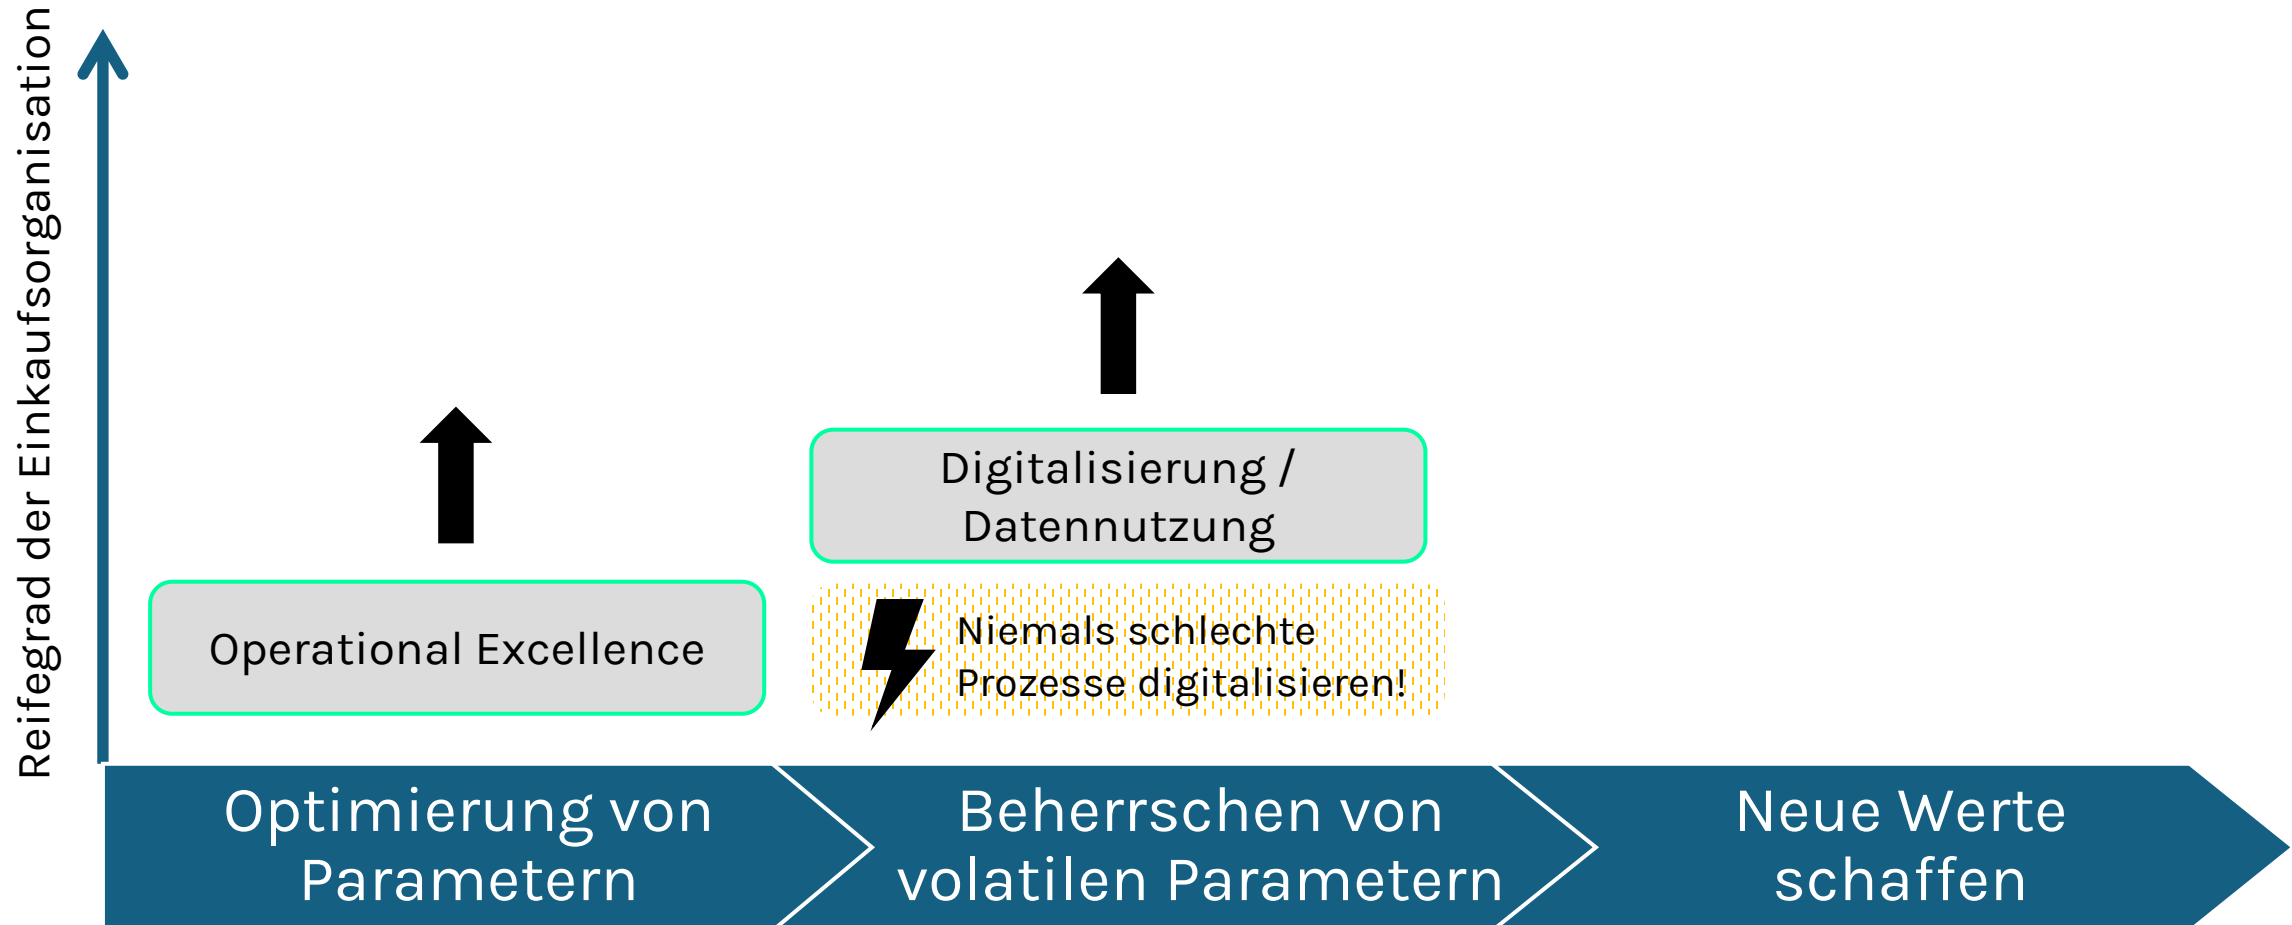 Reifegrad der Einkaufsorganisation
Digitalisierung /
Datennutzung
Operational Excellence
Niemals schlechte
Prozesse digitalisieren!
Optimierung von
Parametern
Beherrschen von
volatilen Parametern
Neue Werte
schaffen